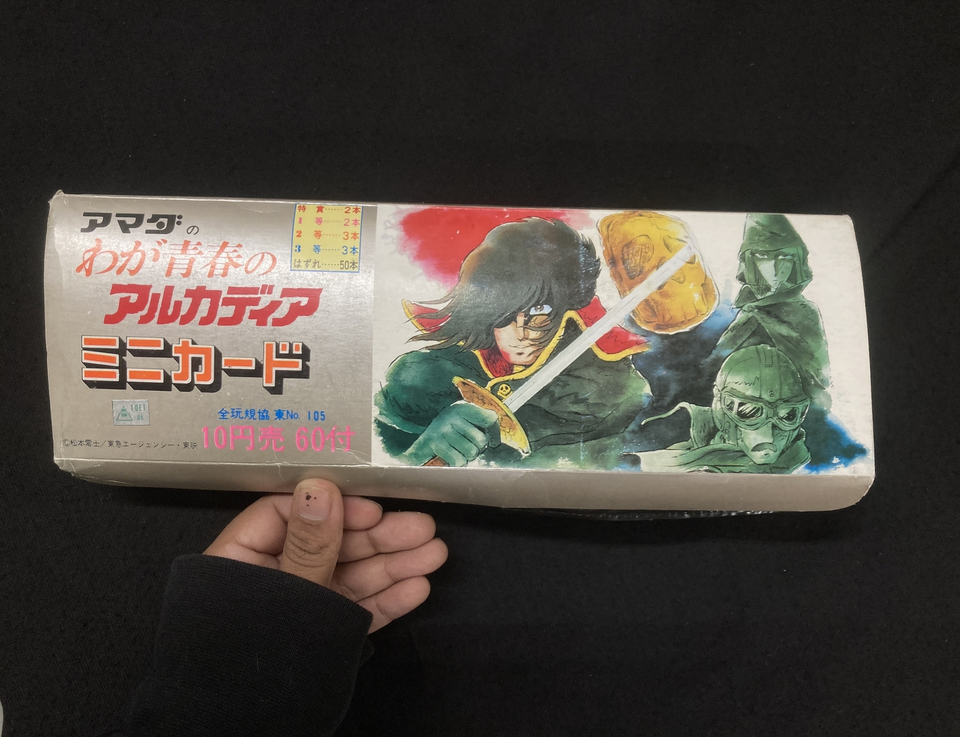 アマダの
わが青春の
アルカディア
ミニカード
特賞……2本
1等……2本
2等……3本
3等……3本
はずれ……50本
TOEI
全玩規協 東No. 105
10円売 60付
©松本零士／東急エージェンシー・東映